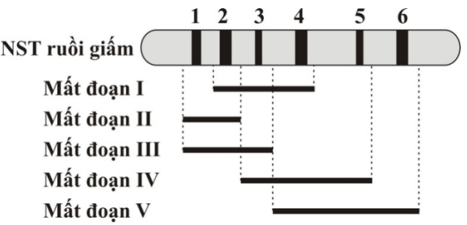 1 2 3 4 5 6
NST ruồi giấm
Mất đoạn I
Mất đoạn II
Mất đoạn III
Mất đoạn IV
Mất đoạn V